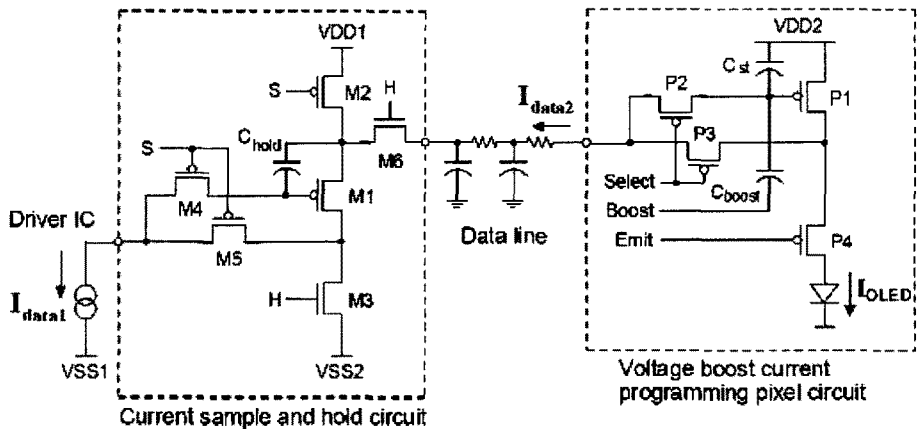 VDD1
VDD2
S
M2
H
C_hold
M6
I_data2
P2
C_st
P1
P3
S
M4
M1
Select
C_boost
Boost
Driver IC
M5
Data line
Emit
P4
I_data1
H
M3
I_OLED
VSS1
VSS2
Current sample and hold circuit
Voltage boost current
programming pixel circuit